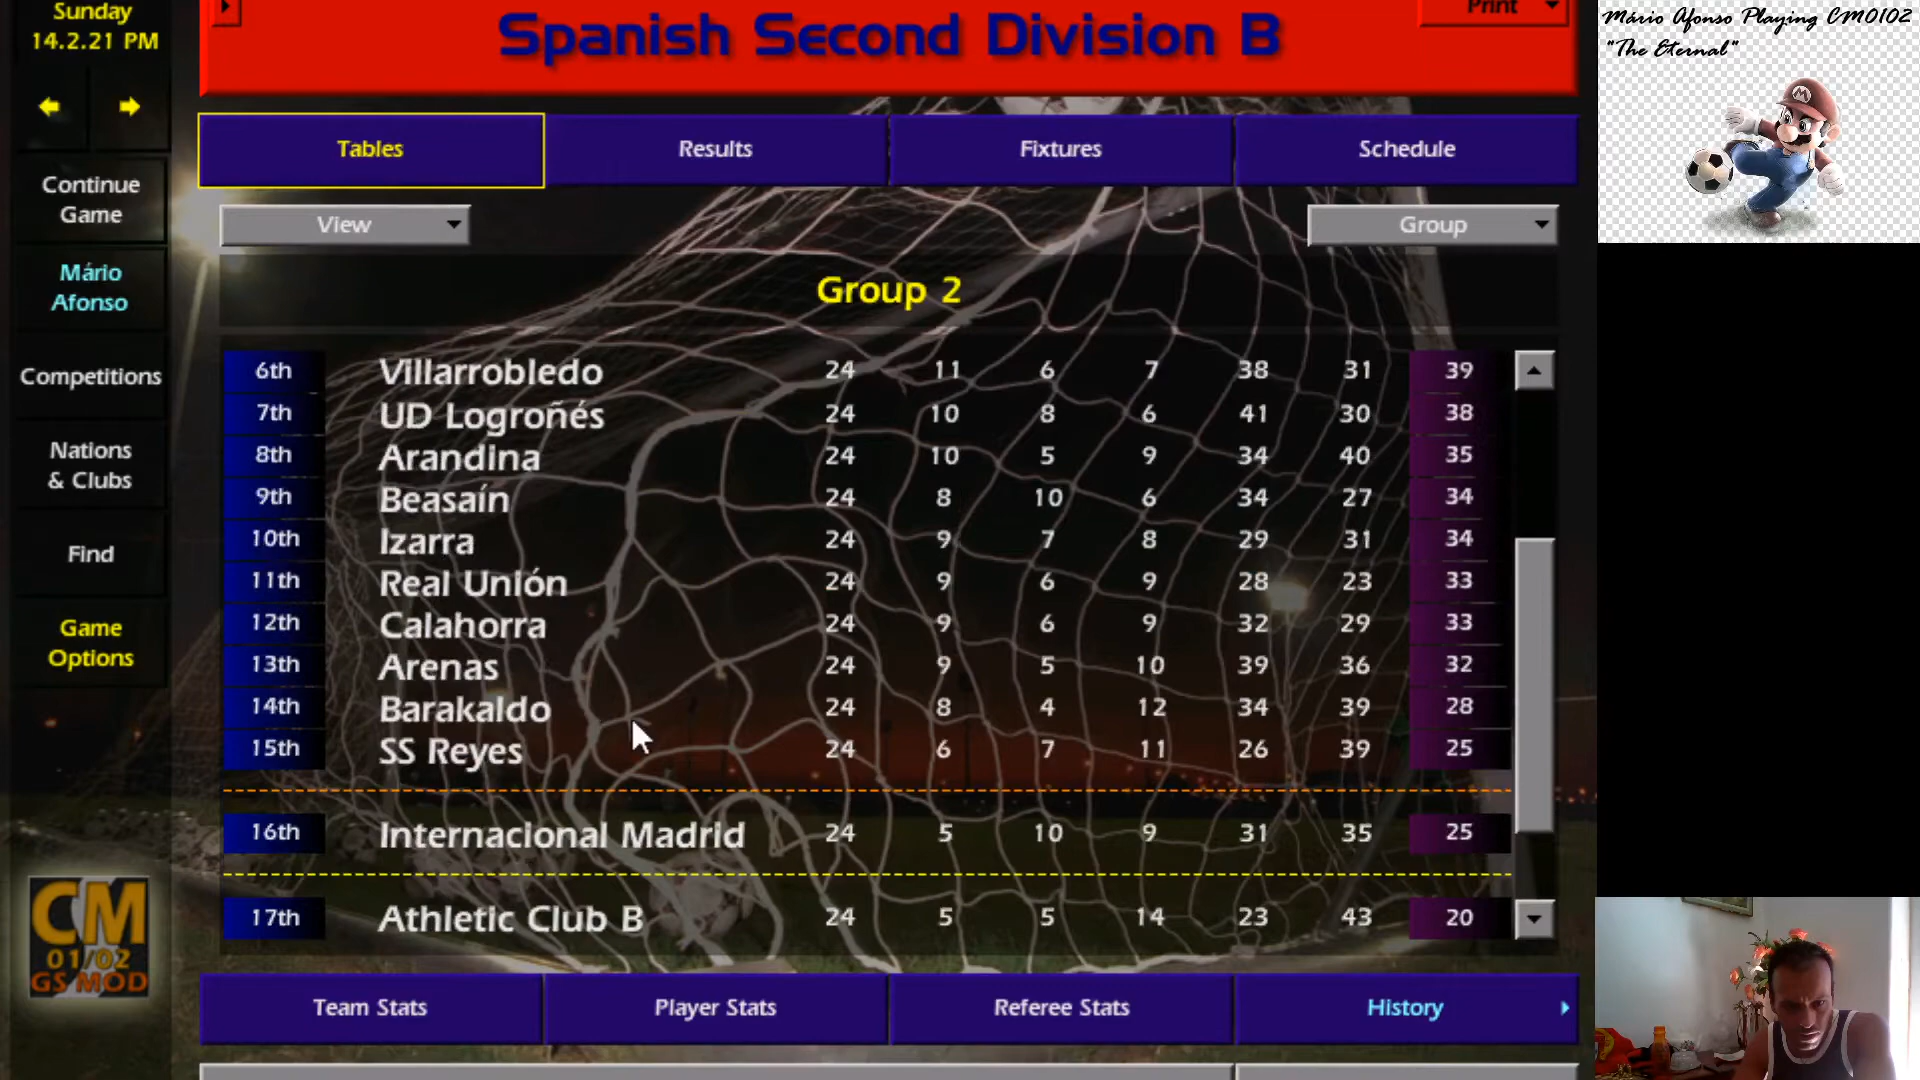 Sunday
14.2.21 PM
Spanish Second Division B
Print
Mário Afonso Playing CM0102
"The Eternal"
Tables
Results
Fixtures
Schedule
Continue
Game
View
Group
Mário
Afonso
Group 2
Competitions
Nations
& Clubs
Find
Game
Options
6th Villarrobledo 24 11 6 7 38 31 39
7th UD Logroñés 24 10 8 6 41 30 38
8th Arandina 24 10 5 9 34 40 35
9th Beasaín 24 8 10 6 34 27 34
10th Izarra 24 9 7 8 29 31 34
11th Real Unión 24 9 6 9 28 23 33
12th Calahorra 24 9 6 9 32 29 33
13th Arenas 24 9 5 10 39 36 32
14th Barakaldo 24 8 4 12 34 39 28
15th SS Reyes 24 6 7 11 26 39 25
16th Internacional Madrid 24 5 10 9 31 35 25
17th Athletic Club B 24 5 5 14 23 43 20
CM
01/02
GS MOD
Team Stats
Player Stats
Referee Stats
History